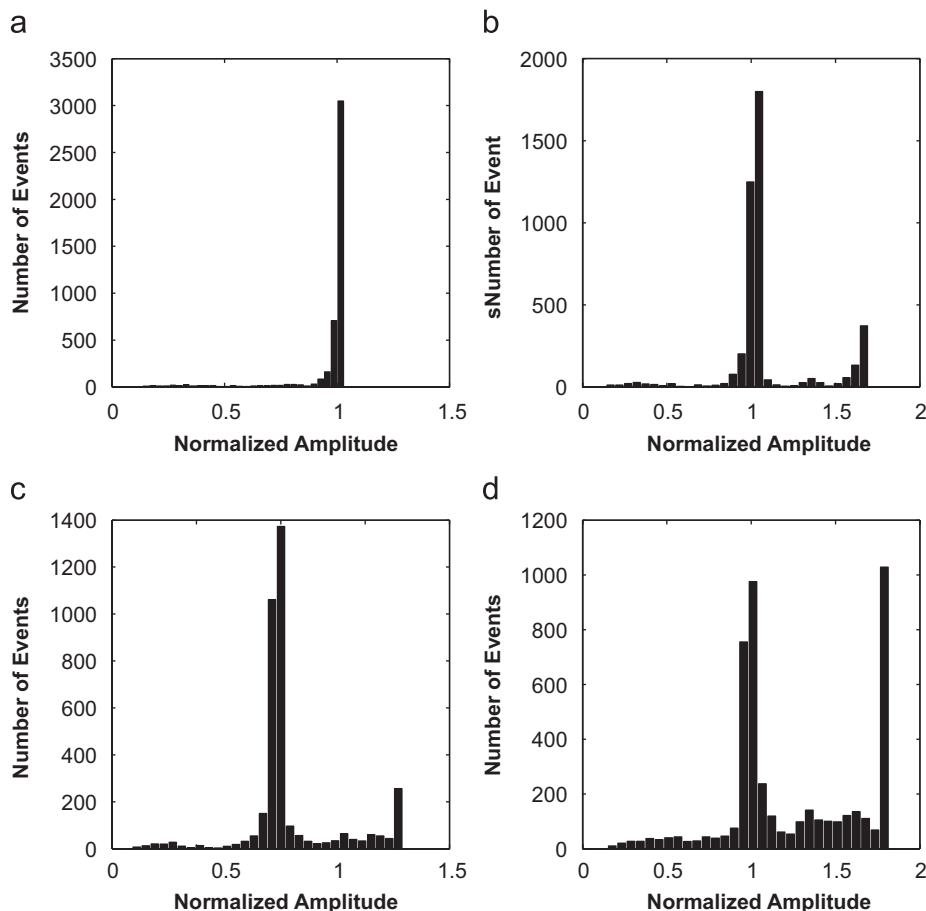 a
3500
3000
2500
2000
1500
1000
500
0
Number of Events
0 0.5 1 1.5
Normalized Amplitude
b
2000
1500
1000
500
0
sNumber of Event
0 0.5 1 1.5 2
Normalized Amplitude
c
1400
1200
1000
800
600
400
200
0
Number of Events
0 0.5 1 1.5
Normalized Amplitude
d
1200
1000
800
600
400
200
0
Number of Events
0 0.5 1 1.5 2
Normalized Amplitude